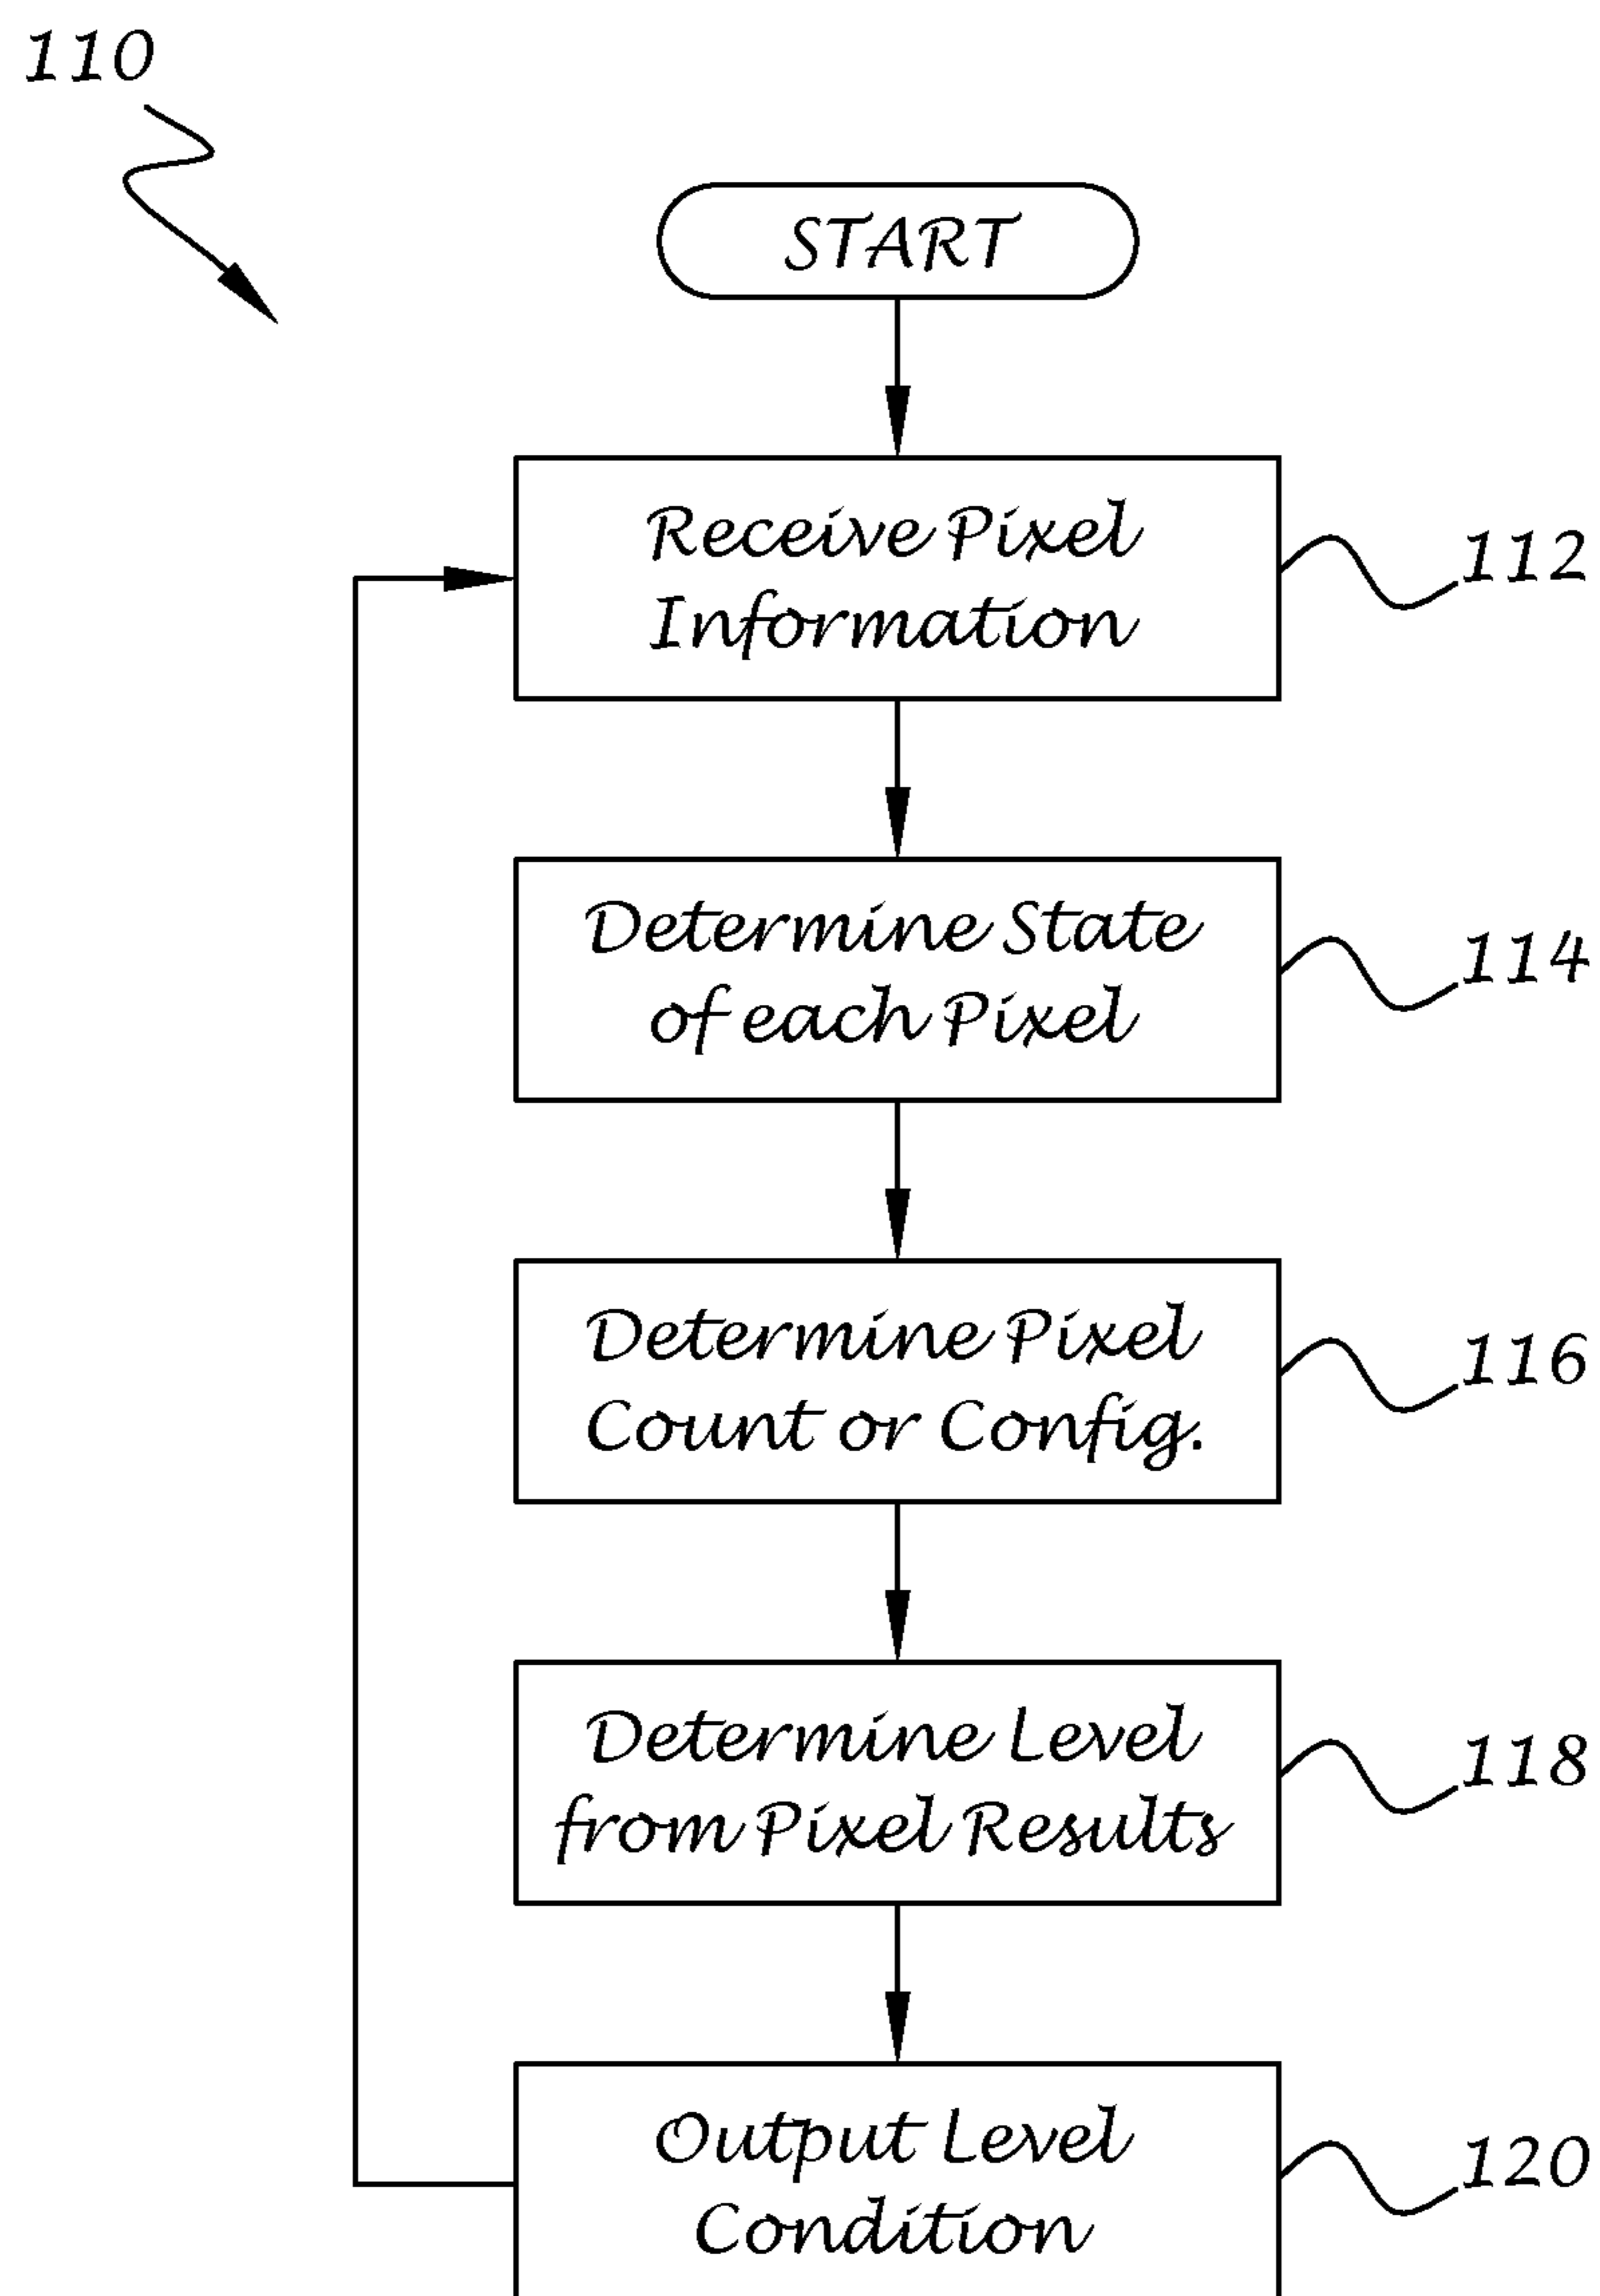 110
START
Receive Pixel
Information
112
Determine State
of each Pixel
114
Determine Pixel
Count or Config.
116
Determine Level
from Pixel Results
118
Output Level
Condition
120